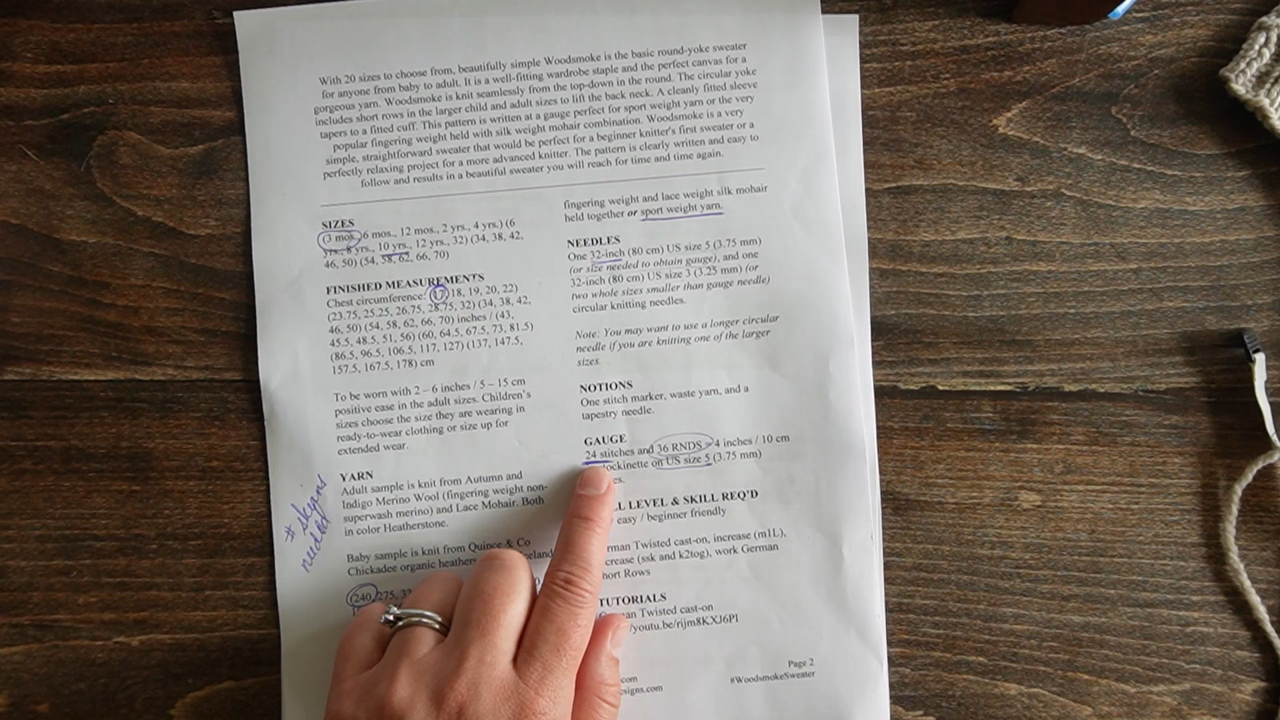 With 20 sizes to choose from, beautifully simple Woodsmoke is the basic round-yoke sweater
for anyone from baby to adult. It is a well-fitting wardrobe staple and the perfect canvas for a
gorgeous yarn. Woodsmoke is knit seamlessly from the top-down in the round. The circular yoke
includes short rows in the larger child and adult sizes to lift the back neck. A cleanly fitted sleeve
tapers to a fitted cuff. This pattern is written at a gauge perfect for sport weight yarn or the very
popular fingering weight held with silk weight mohair combination. Woodsmoke is a very
simple, straightforward sweater that would be perfect for a beginner knitter's first sweater or a
perfectly relaxing project for a more advanced knitter. The pattern is clearly written and easy to
follow and results in a beautiful sweater you will reach for time and time again.
SIZES
(3 mos., 6 mos., 12 mos., 2 yrs., 4 yrs.) (6
yrs., 8 yrs., 10 yrs., 12 yrs., 32) (34, 38, 42,
46, 50) (54, 58, 62, 66, 70)
FINISHED MEASUREMENTS
Chest circumference: (17, 18, 19, 20, 22)
(23.75, 25.25, 26.75, 28.75, 32) (34, 38, 42,
46, 50) (54, 58, 62, 66, 70) inches / (43,
45.5, 48.5, 51, 56) (60, 64.5, 67.5, 73, 81.5)
(86.5, 96.5, 106.5, 117, 127) (137, 147.5,
157.5, 167.5, 178) cm
To be worn with 2 – 6 inches / 5 – 15 cm
positive ease in the adult sizes. Children's
sizes choose the size they are wearing in
ready-to-wear clothing or size up for
extended wear.
YARN
Adult sample is knit from Autumn and
Indigo Merino Wool (fingering weight non-
superwash merino) and Lace Mohair. Both
in color Heatherstone.
Baby sample is knit from Quince & Co
Chickadee organic heathers
(240, 275,
# skeins
needed
fingering weight and lace weight silk mohair
held together or sport weight yarn.
NEEDLES
One 32-inch (80 cm) US size 5 (3.75 mm)
(or size needed to obtain gauge), and one
32-inch (80 cm) US size 3 (3.25 mm) (or
two whole sizes smaller than gauge needle)
circular knitting needles.
Note: You may want to use a longer circular
needle if you are knitting one of the larger
sizes.
NOTIONS
One stitch marker, waste yarn, and a
tapestry needle.
GAUGE
24 stitches and 36 RNDS = 4 inches / 10 cm
ockinette on US size 5 (3.75 mm)
es.
LL LEVEL & SKILL REQ'D
easy / beginner friendly
rman Twisted cast-on, increase (m1L),
crease (ssk and k2tog), work German
hort Rows
TUTORIALS
an Twisted cast-on
/youtu.be/rijm8KXJ6PI
Page 2
com
#WoodsmokeSweater
signs.com